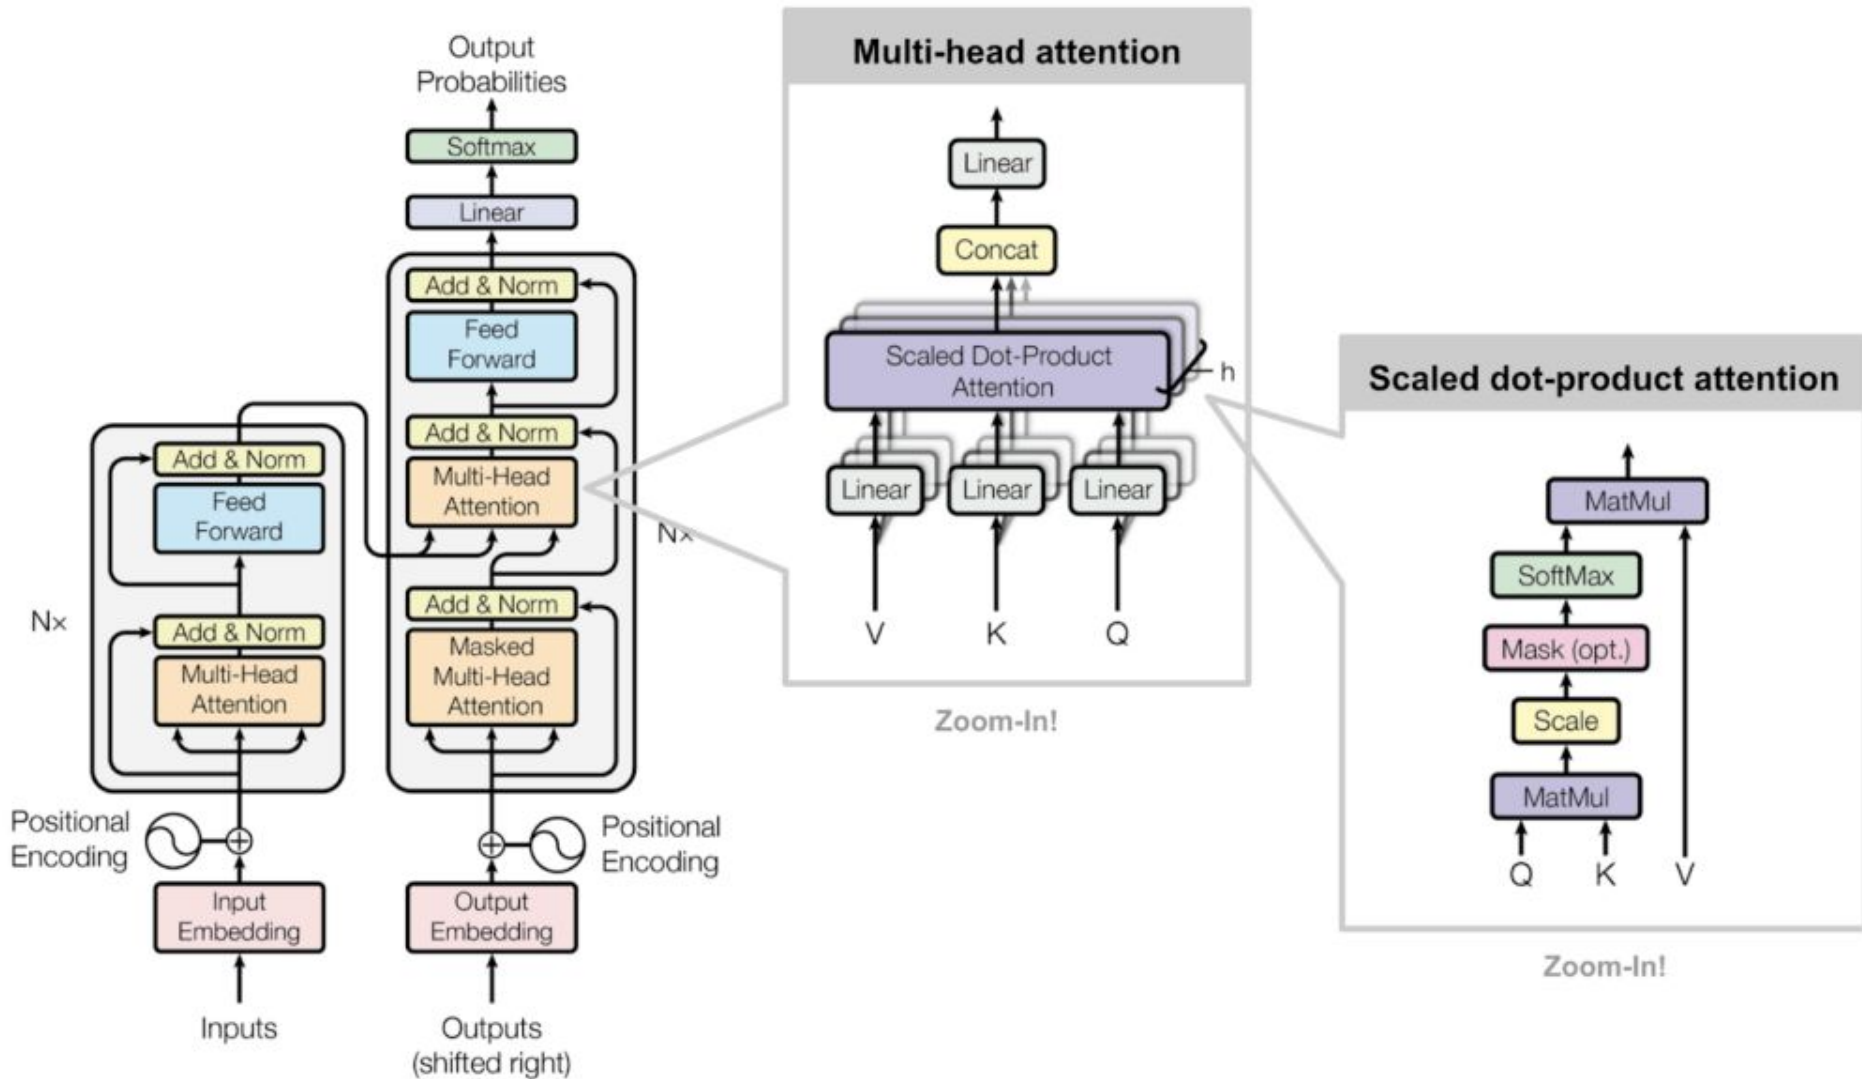 Output
Probabilities
Softmax
Linear
Add & Norm
Feed
Forward
Add & Norm
Multi-Head
Attention
Nx
Add & Norm
Masked
Multi-Head
Attention
Add & Norm
Feed
Forward
Nx
Add & Norm
Multi-Head
Attention
Positional
Encoding
Positional
Encoding
Input
Embedding
Output
Embedding
Inputs
Outputs
(shifted right)
Multi-head attention
Linear
Concat
Scaled Dot-Product
Attention
h
Linear
Linear
Linear
V
K
Q
Zoom-In!
Scaled dot-product attention
MatMul
SoftMax
Mask (opt.)
Scale
MatMul
Q
K
V
Zoom-In!